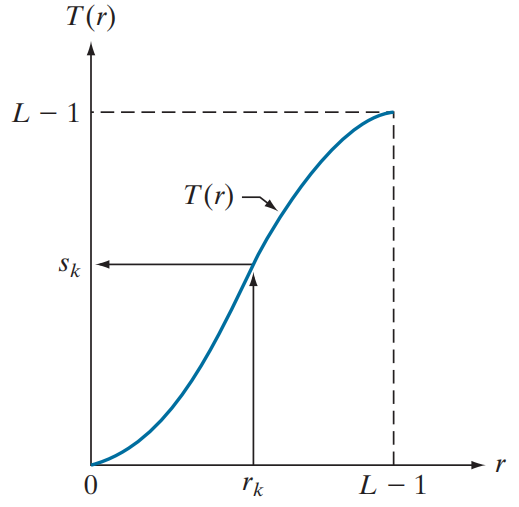 T(r)
L − 1
T(r)
s_k
0
r_k
L − 1
r